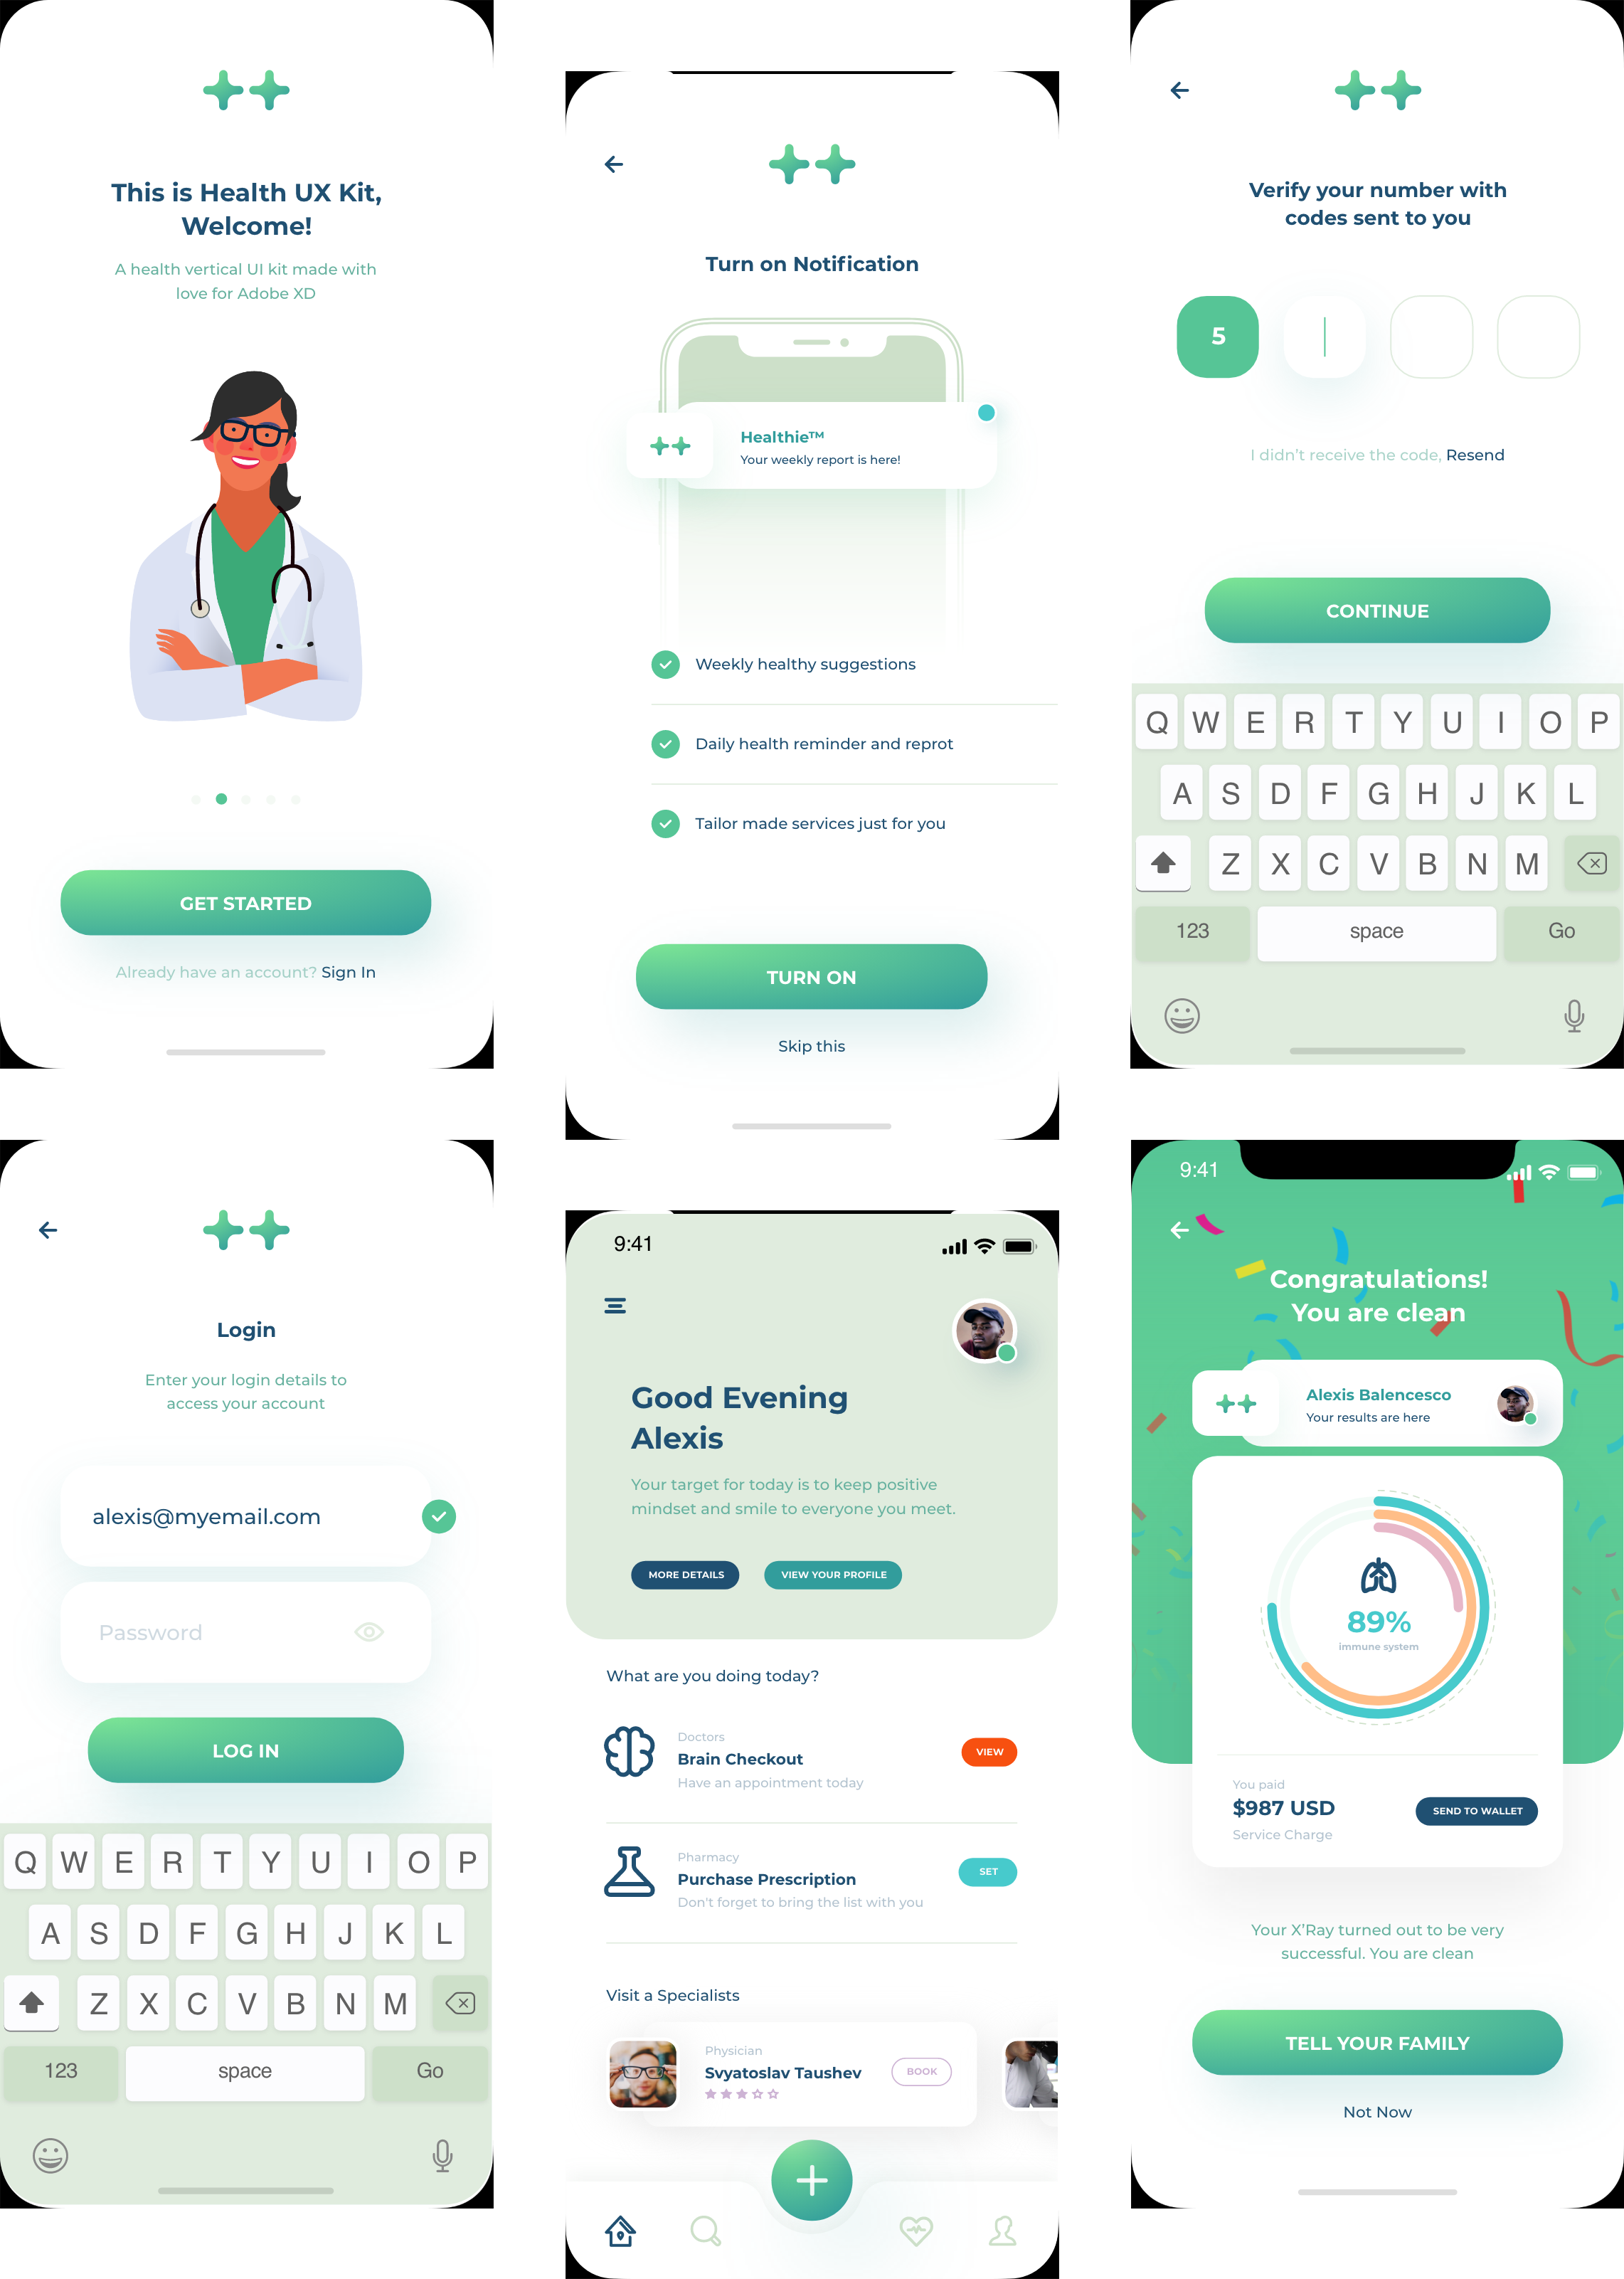 This is Health UX Kit,
Welcome!
A health vertical UI kit made with
love for Adobe XD
GET STARTED
Already have an account? Sign In
Turn on Notification
Healthie™
Your weekly report is here!
Weekly healthy suggestions
Daily health reminder and reprot
Tailor made services just for you
TURN ON
Skip this
Verify your number with
codes sent to you
5
I didn't receive the code, Resend
CONTINUE
Q W E R T Y U I O P
A S D F G H J K L
Z X C V B N M
123 space Go
Login
Enter your login details to
access your account
alexis@myemail.com
Password
LOG IN
Q W E R T Y U I O P
A S D F G H J K L
Z X C V B N M
123 space Go
9:41
Good Evening
Alexis
Your target for today is to keep positive
mindset and smile to everyone you meet.
MORE DETAILS VIEW YOUR PROFILE
What are you doing today?
Doctors
Brain Checkout
Have an appointment today
VIEW
Pharmacy
Purchase Prescription
Don't forget to bring the list with you
SET
Visit a Specialists
Physician
Svyatoslav Taushev
BOOK
9:41
Congratulations!
You are clean
Alexis Balencesco
Your results are here
89%
immune system
You paid
$987 USD
Service Charge
SEND TO WALLET
Your X'Ray turned out to be very
successful. You are clean
TELL YOUR FAMILY
Not Now